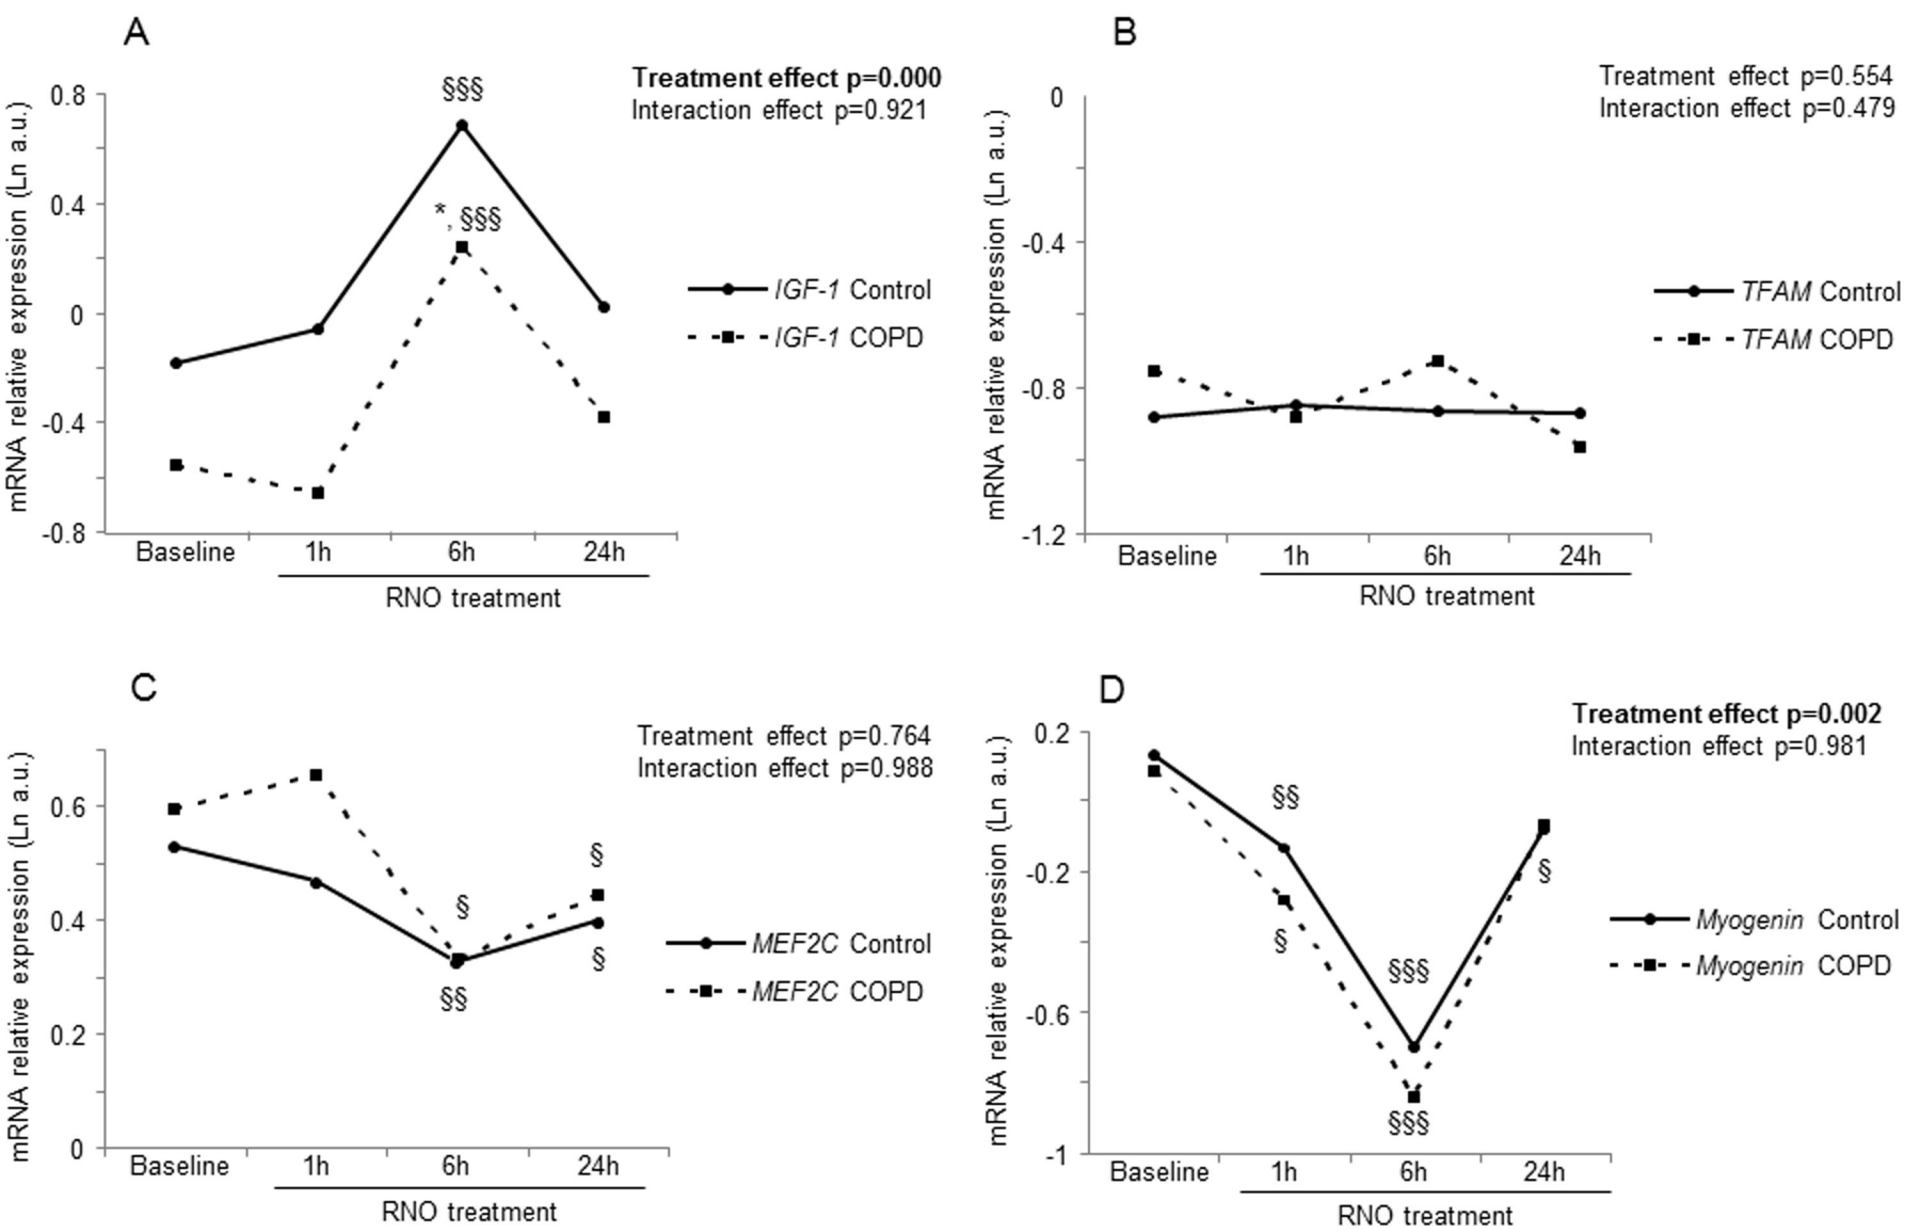 A
Treatment effect p=0.000
Interaction effect p=0.921
mRNA relative expression (Ln a.u.)
0.8
0.4
0
-0.4
-0.8
§§§
*, §§§
IGF-1 Control
IGF-1 COPD
Baseline 1h 6h 24h
RNO treatment
B
Treatment effect p=0.554
Interaction effect p=0.479
mRNA relative expression (Ln a.u.)
0
-0.4
-0.8
-1.2
TFAM Control
TFAM COPD
Baseline 1h 6h 24h
RNO treatment
C
Treatment effect p=0.764
Interaction effect p=0.988
mRNA relative expression (Ln a.u.)
0.6
0.4
0.2
0
§
§
§
§§
MEF2C Control
MEF2C COPD
Baseline 1h 6h 24h
RNO treatment
D
Treatment effect p=0.002
Interaction effect p=0.981
mRNA relative expression (Ln a.u.)
0.2
-0.2
-0.6
-1
§§
§
§
§§§
§§§
Myogenin Control
Myogenin COPD
Baseline 1h 6h 24h
RNO treatment